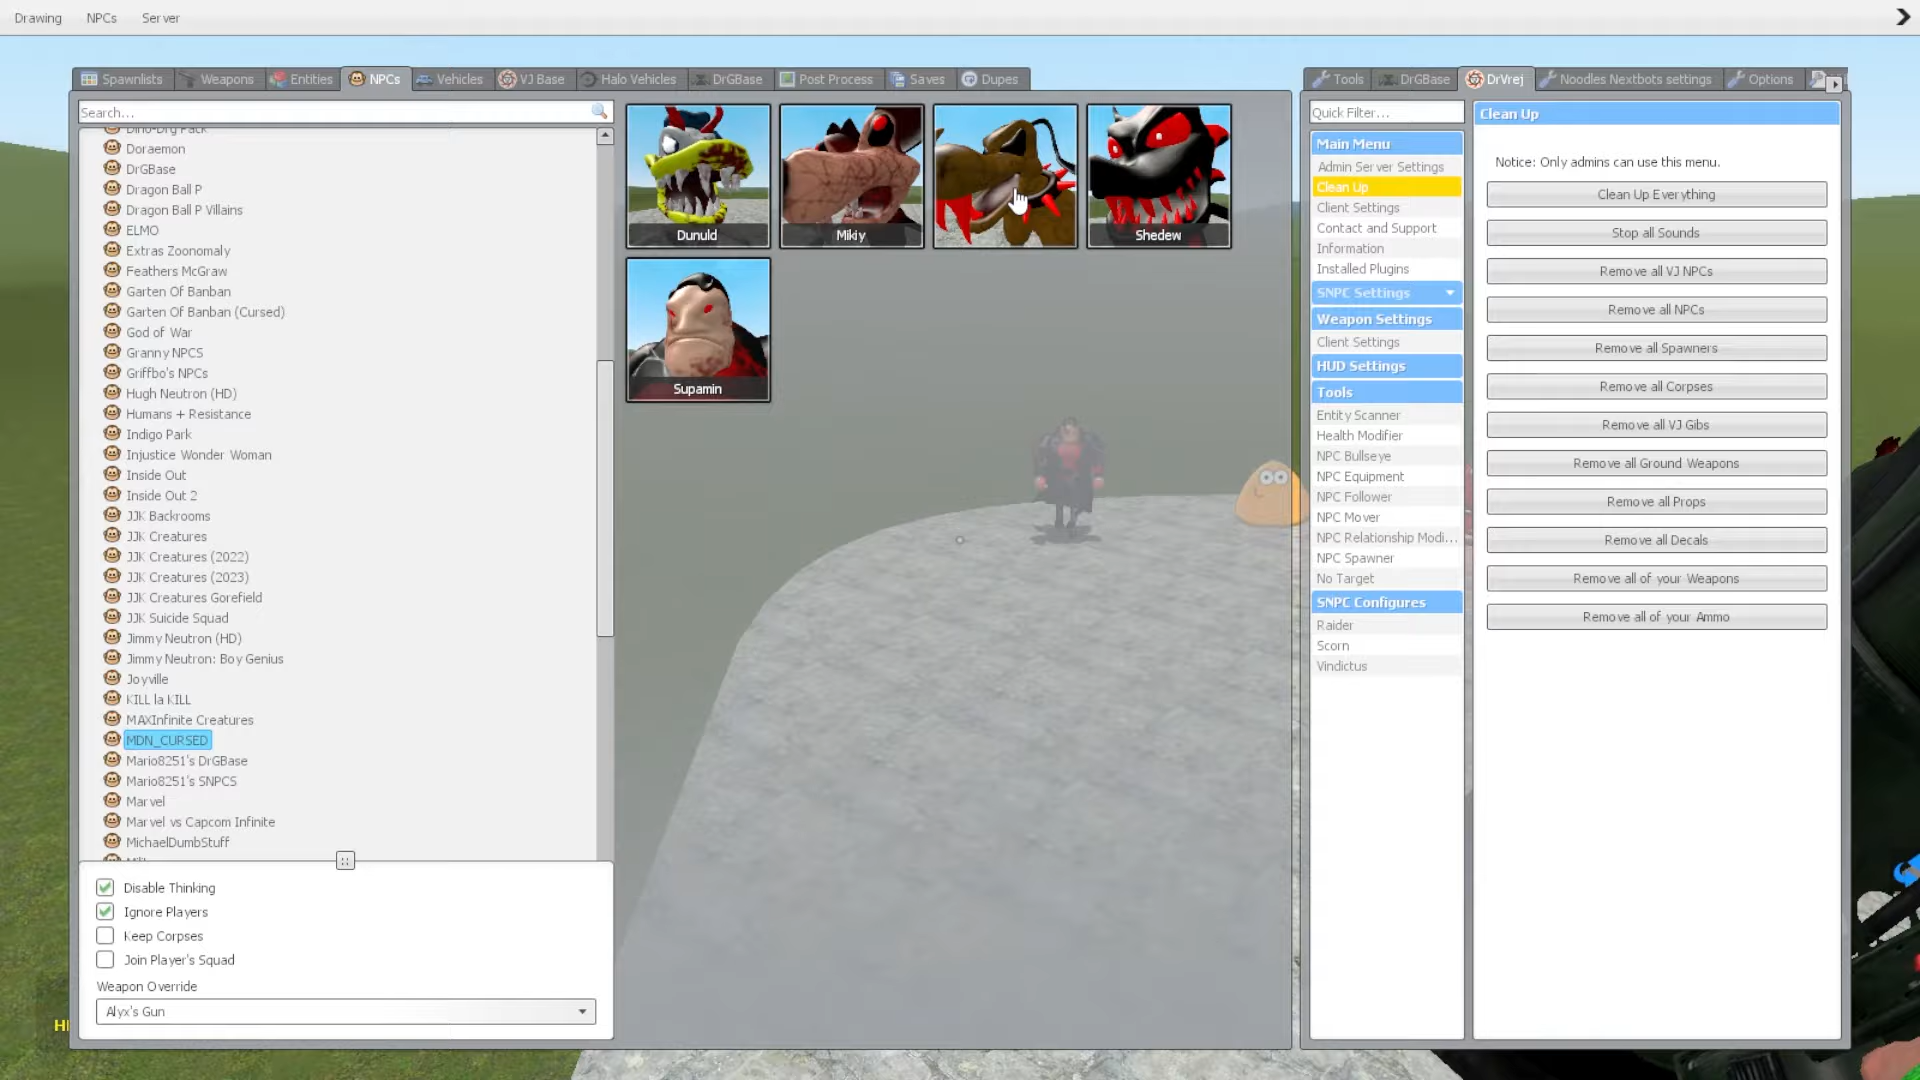 Drawing NPCs Server
Spawnlists Weapons Entities NPCs Vehicles VJ Base Halo Vehicles DrGBase Post Process Saves Dupes
Search...
Dino-Drg Pack
Doraemon
DrGBase
Dragon Ball P
Dragon Ball P Villains
ELMO
Extras Zoonomaly
Feathers McGraw
Garten Of Banban
Garten Of Banban (Cursed)
God of War
Granny NPCS
Griffbo's NPCs
Hugh Neutron (HD)
Humans + Resistance
Indigo Park
Injustice Wonder Woman
Inside Out
Inside Out 2
JJK Backrooms
JJK Creatures
JJK Creatures (2022)
JJK Creatures (2023)
JJK Creatures Gorefield
JJK Suicide Squad
Jimmy Neutron (HD)
Jimmy Neutron: Boy Genius
Joyville
KILL la KILL
MAXInfinite Creatures
MDN_CURSED
Mario8251's DrGBase
Mario8251's SNPCS
Marvel
Marvel vs Capcom Infinite
MichaelDumbStuff
Disable Thinking
Ignore Players
Keep Corpses
Join Player's Squad
Weapon Override
Alyx's Gun
Dunuld
Mikiy
Shedew
Supamin
Tools DrGBase DrVrej Noodles Nextbots settings Options
Quick Filter...
Main Menu
Admin Server Settings
Clean Up
Client Settings
Contact and Support
Information
Installed Plugins
SNPC Settings
Weapon Settings
Client Settings
HUD Settings
Tools
Entity Scanner
Health Modifier
NPC Bullseye
NPC Equipment
NPC Follower
NPC Mover
NPC Relationship Modi...
NPC Spawner
No Target
SNPC Configures
Raider
Scorn
Vindictus
Clean Up
Notice: Only admins can use this menu.
Clean Up Everything
Stop all Sounds
Remove all VJ NPCs
Remove all NPCs
Remove all Spawners
Remove all Corpses
Remove all VJ Gibs
Remove all Ground Weapons
Remove all Props
Remove all Decals
Remove all of your Weapons
Remove all of your Ammo